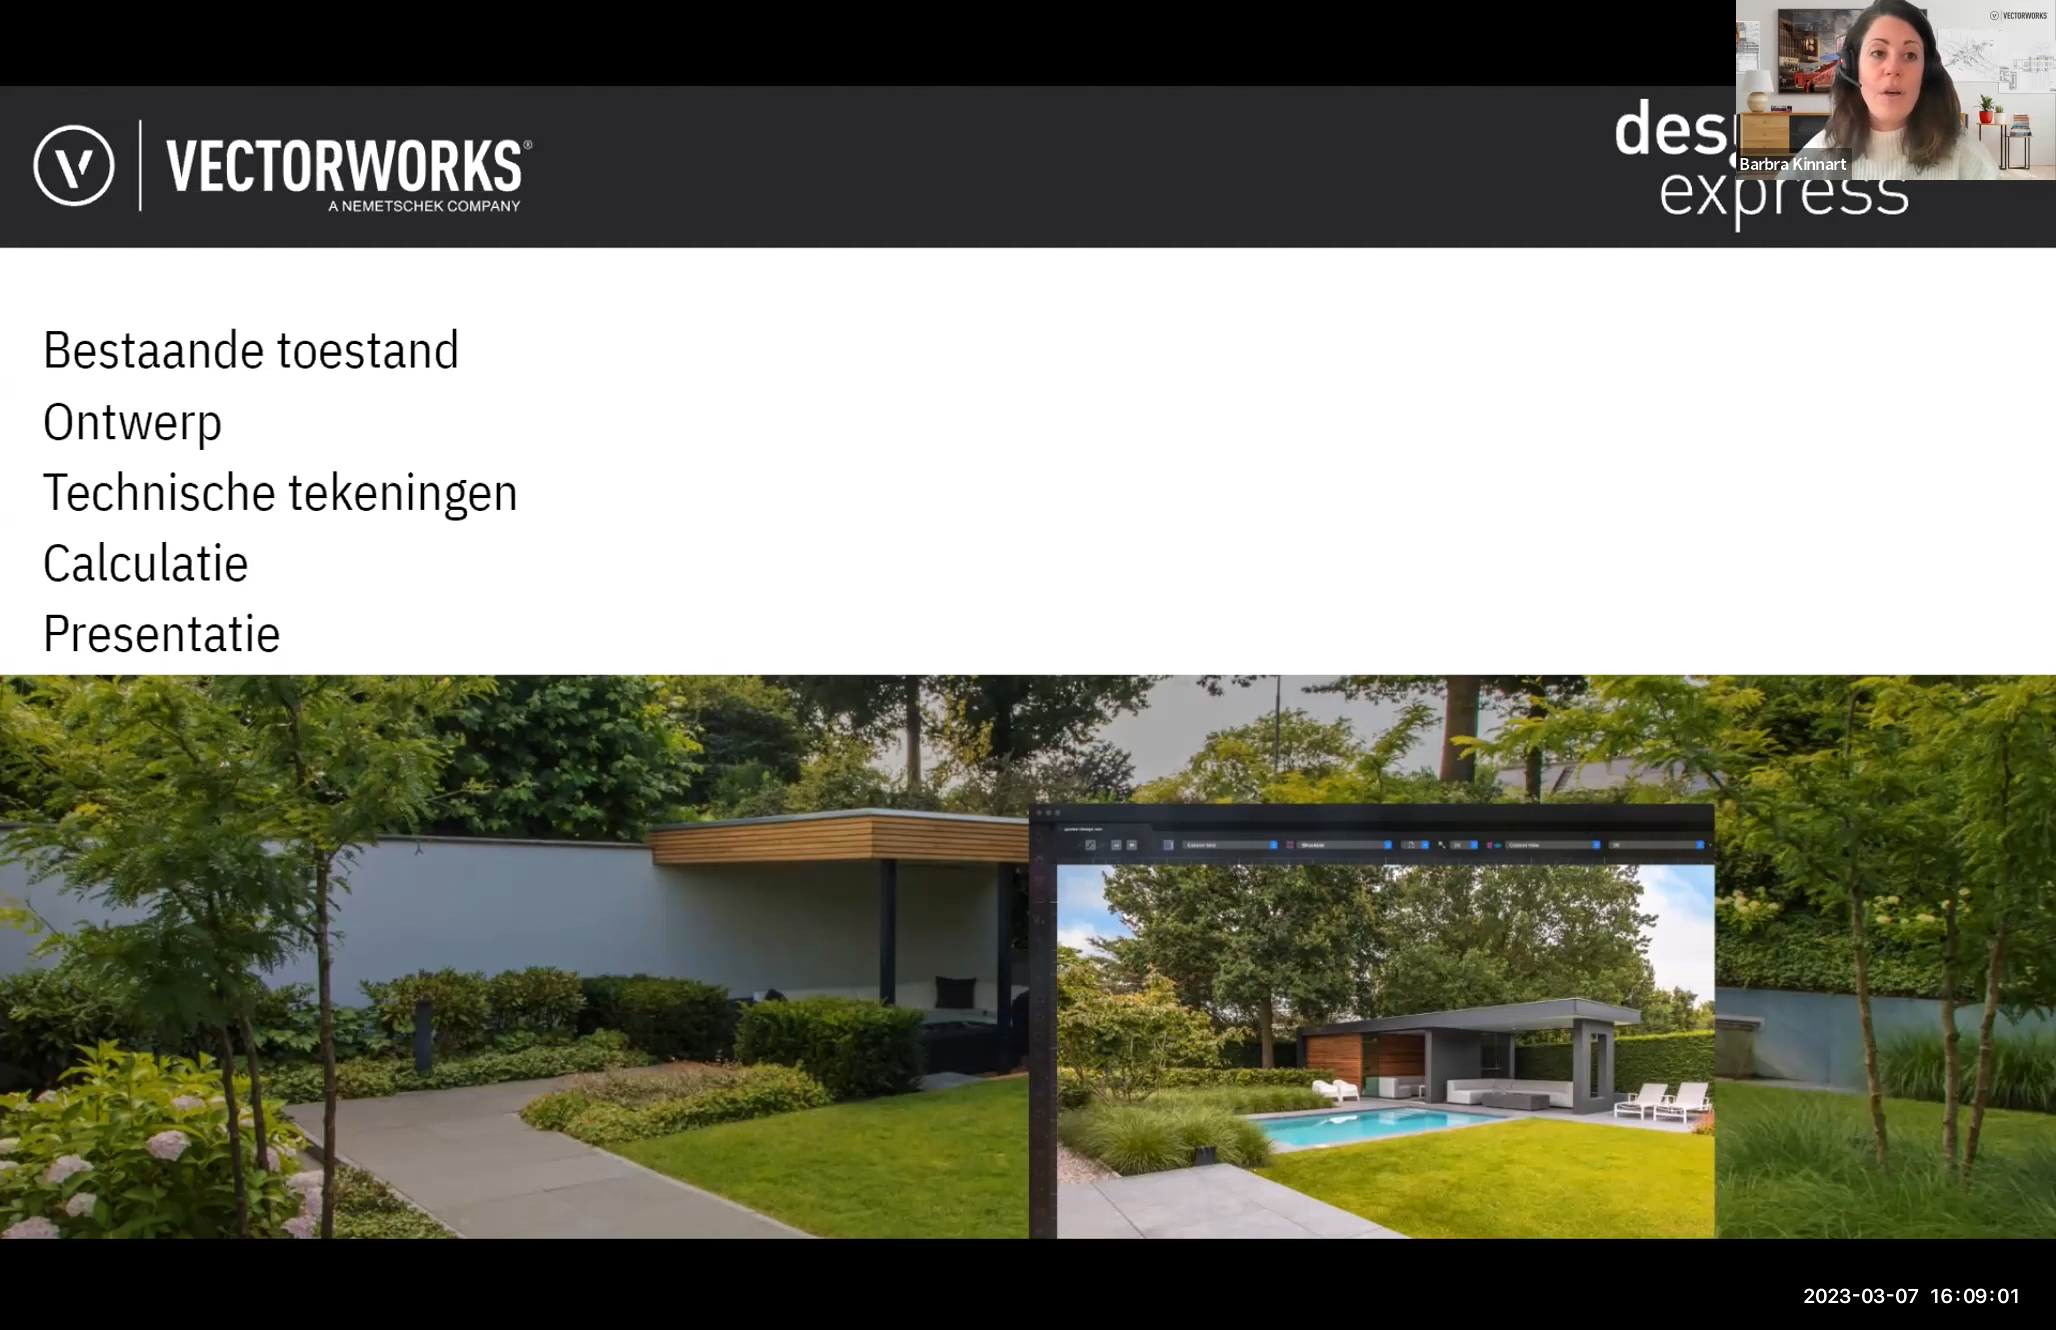 VECTORWORKS
VECTORWORKS®
A NEMETSCHEK COMPANY
express
Barbra Kinnart
Bestaande toestand
Ontwerp
Technische tekeningen
Calculatie
Presentatie
2023-03-07 16:09:01